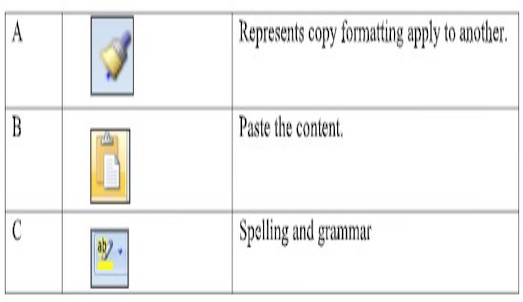 A Represents copy formatting apply to another.
B Paste the content.
C ab Spelling and grammar